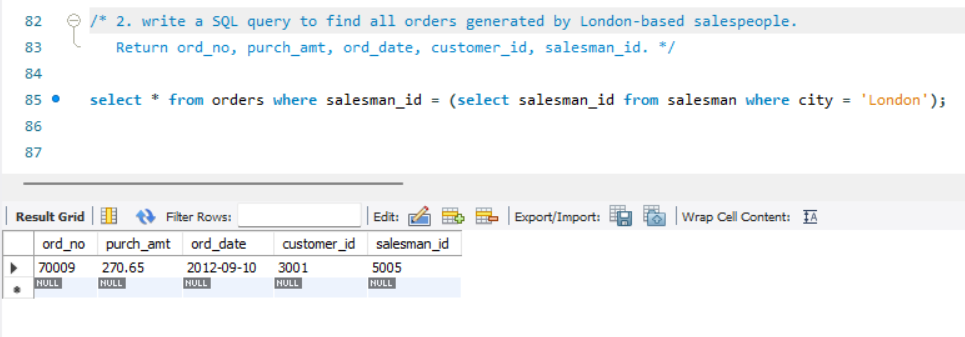 82 /* 2. write a SQL query to find all orders generated by London-based salespeople.
83 Return ord_no, purch_amt, ord_date, customer_id, salesman_id. */
84
85 select * from orders where salesman_id = (select salesman_id from salesman where city = 'London');
86
87
Result Grid Filter Rows: Edit: Export/Import: Wrap Cell Content:
ord_no purch_amt ord_date customer_id salesman_id
70009 270.65 2012-09-10 3001 5005
NULL NULL NULL NULL NULL